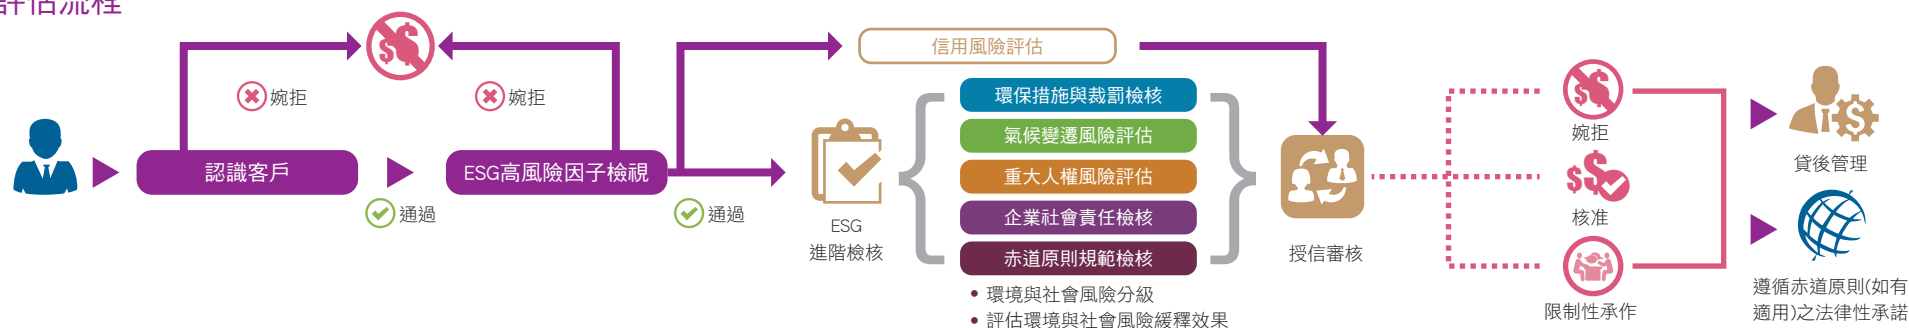 評估流程
婉拒
婉拒
認識客戶
ESG高風險因子檢視
通過
通過
信用風險評估
ESG
進階檢核
環保措施與裁罰檢核
氣候變遷風險評估
重大人權風險評估
企業社會責任檢核
赤道原則規範檢核
• 環境與社會風險分級
• 評估環境與社會風險緩釋效果
授信審核
婉拒
核准
限制性承作
貸後管理
遵循赤道原則(如有
適用)之法律性承諾